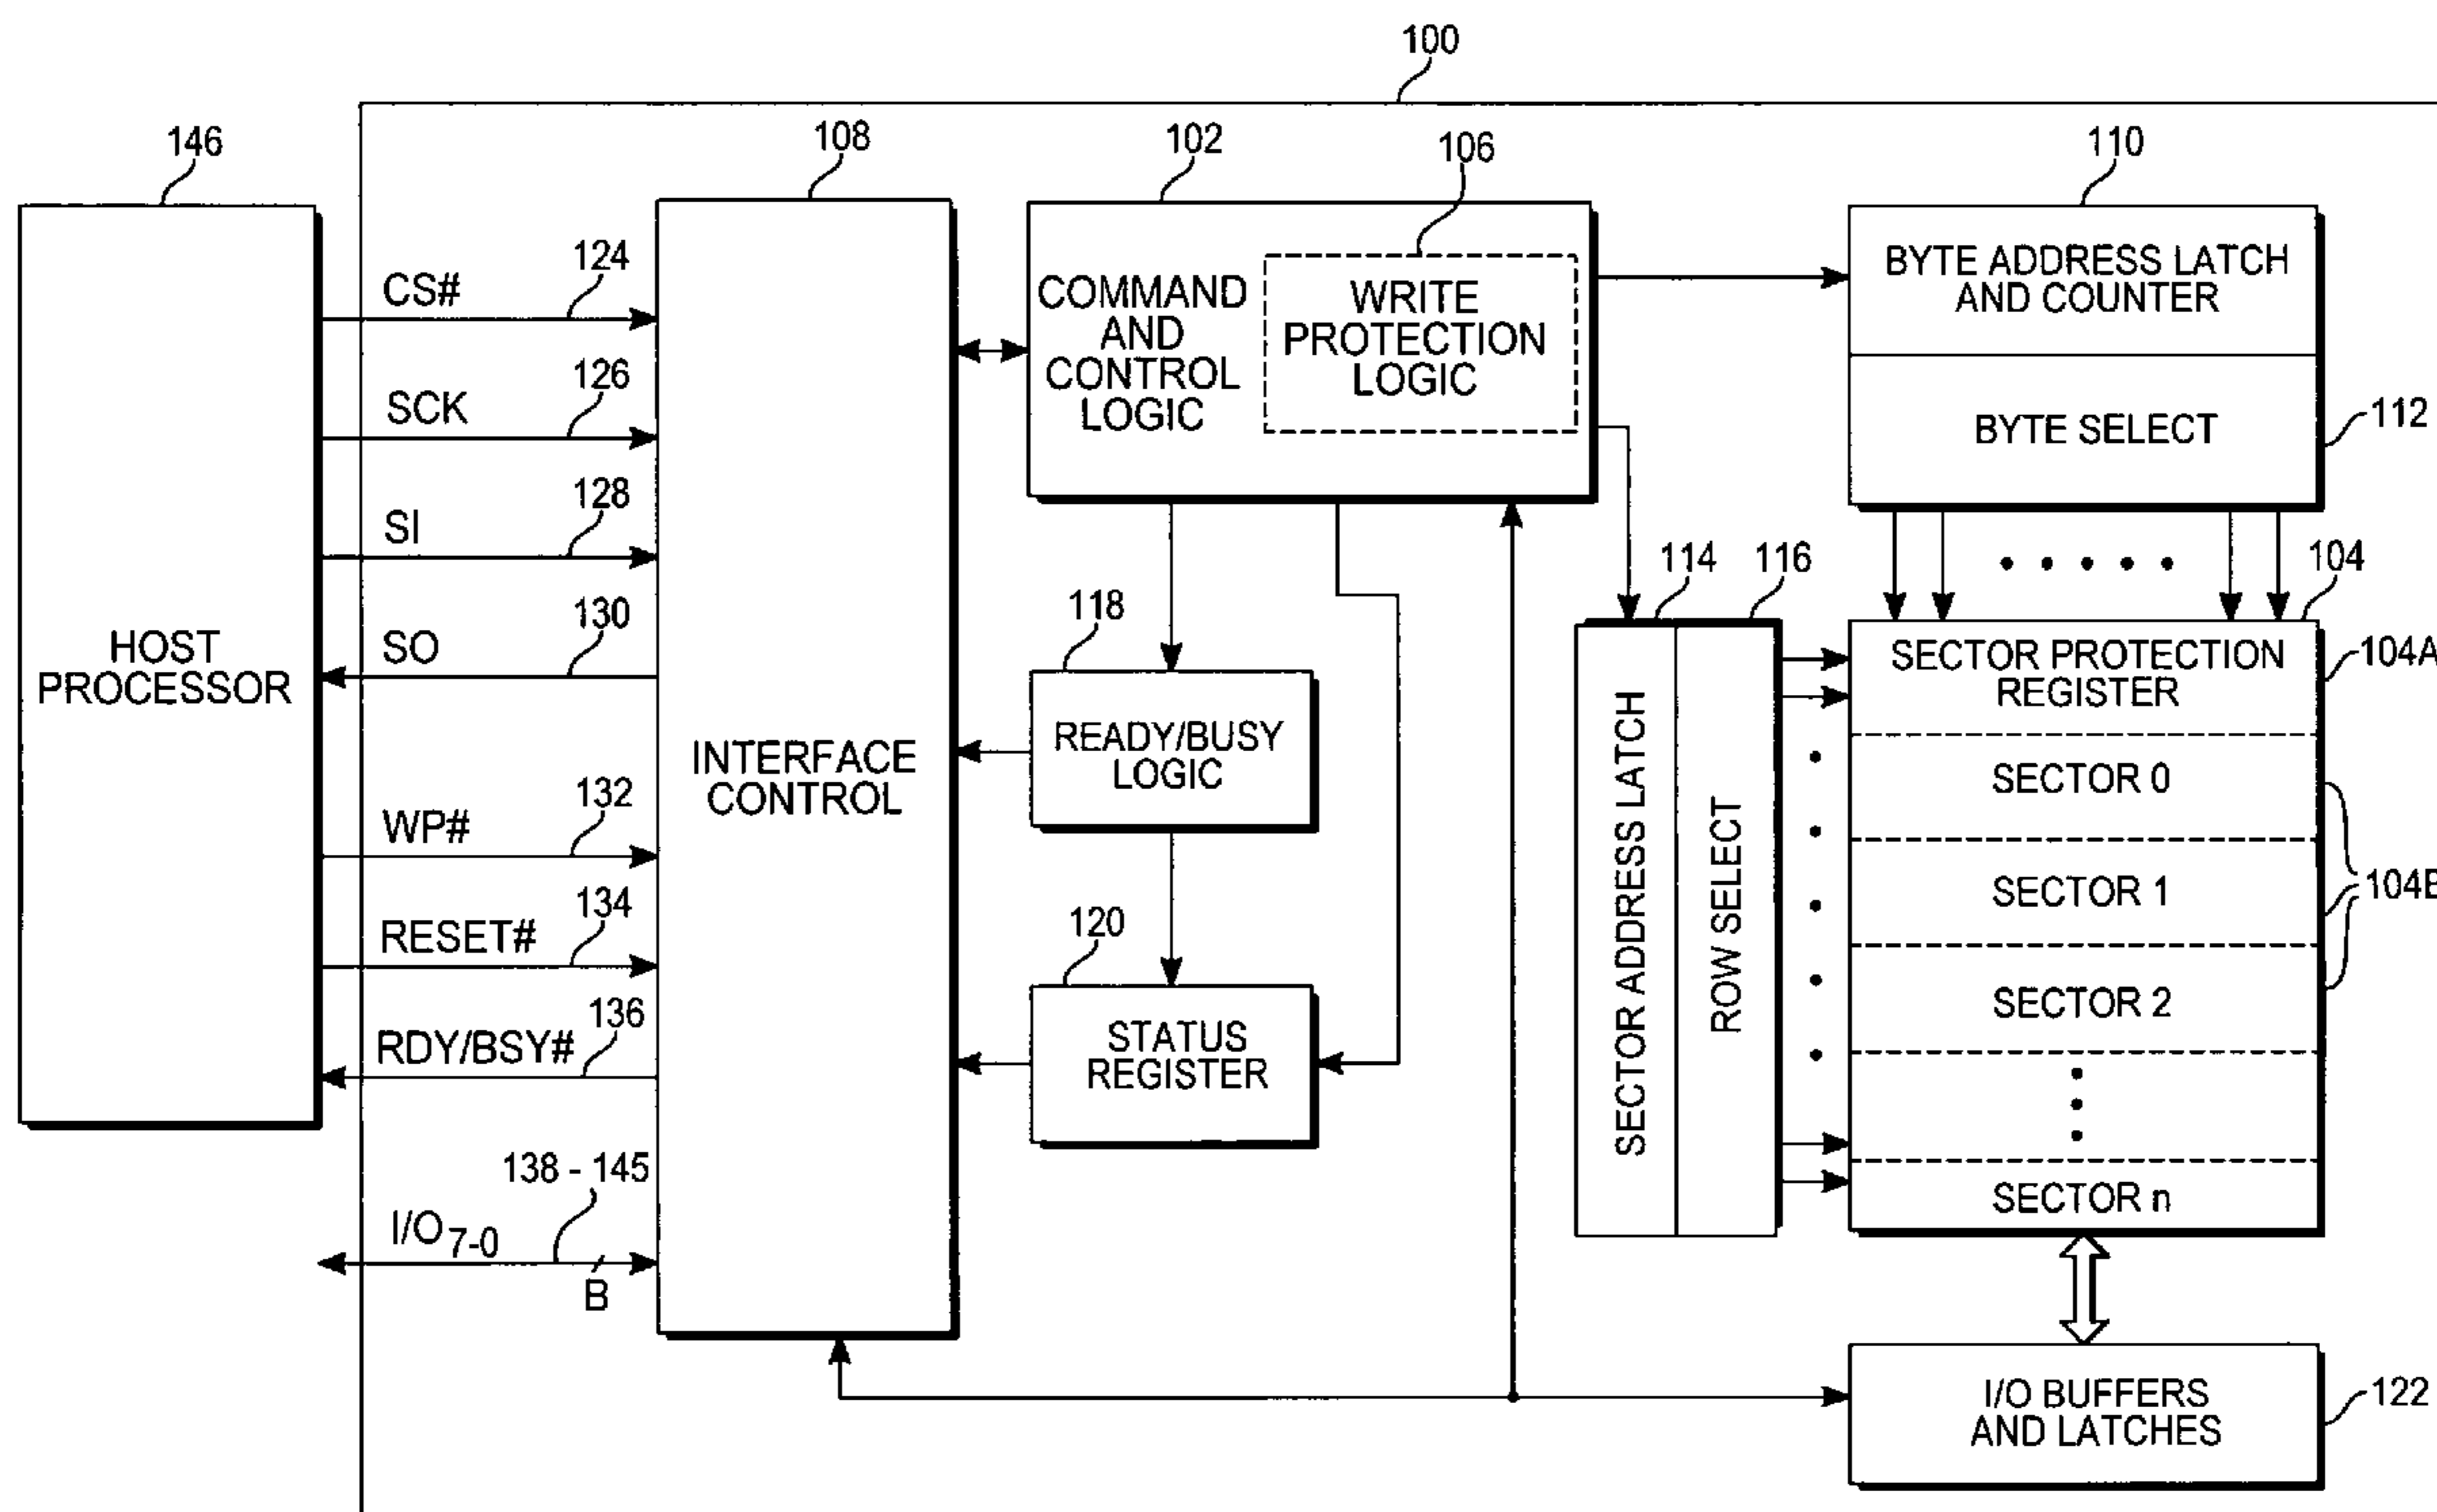 100
146
108
102
106
110
CS#
124
SCK
126
SI
128
SO
130
WP#
132
RESET#
134
RDY/BSY#
136
138 - 145
I/O7-0
B
HOST
PROCESSOR
INTERFACE
CONTROL
COMMAND
AND
CONTROL
LOGIC
WRITE
PROTECTION
LOGIC
BYTE ADDRESS LATCH
AND COUNTER
BYTE SELECT
112
118
READY/BUSY
LOGIC
120
STATUS
REGISTER
114
116
SECTOR ADDRESS LATCH
ROW SELECT
104
SECTOR PROTECTION
REGISTER
104A
SECTOR 0
SECTOR 1
104B
SECTOR 2
SECTOR n
I/O BUFFERS
AND LATCHES
122